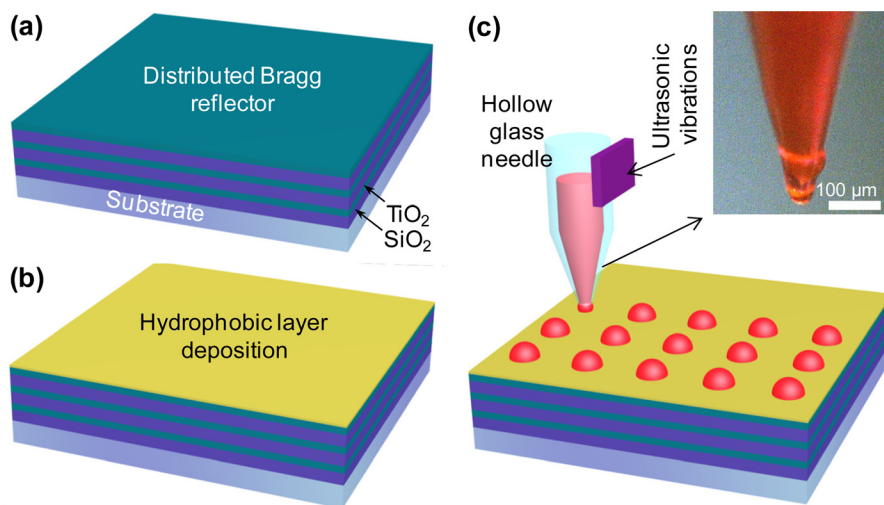 (a)
Distributed Bragg
reflector
Substrate
TiO₂
SiO₂
(b)
Hydrophobic layer
deposition
(c)
Hollow
glass
needle
Ultrasonic
vibrations
100 μm